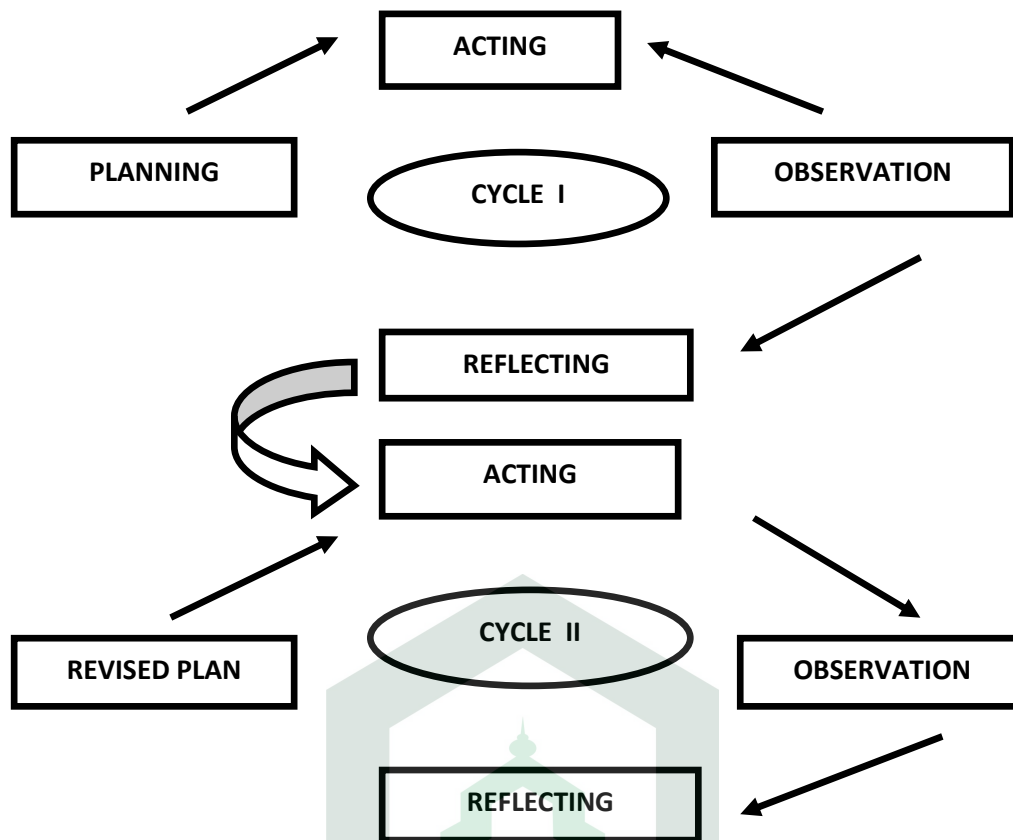 ACTING
PLANNING
CYCLE I
OBSERVATION
REFLECTING
ACTING
CYCLE II
REVISED PLAN
OBSERVATION
REFLECTING